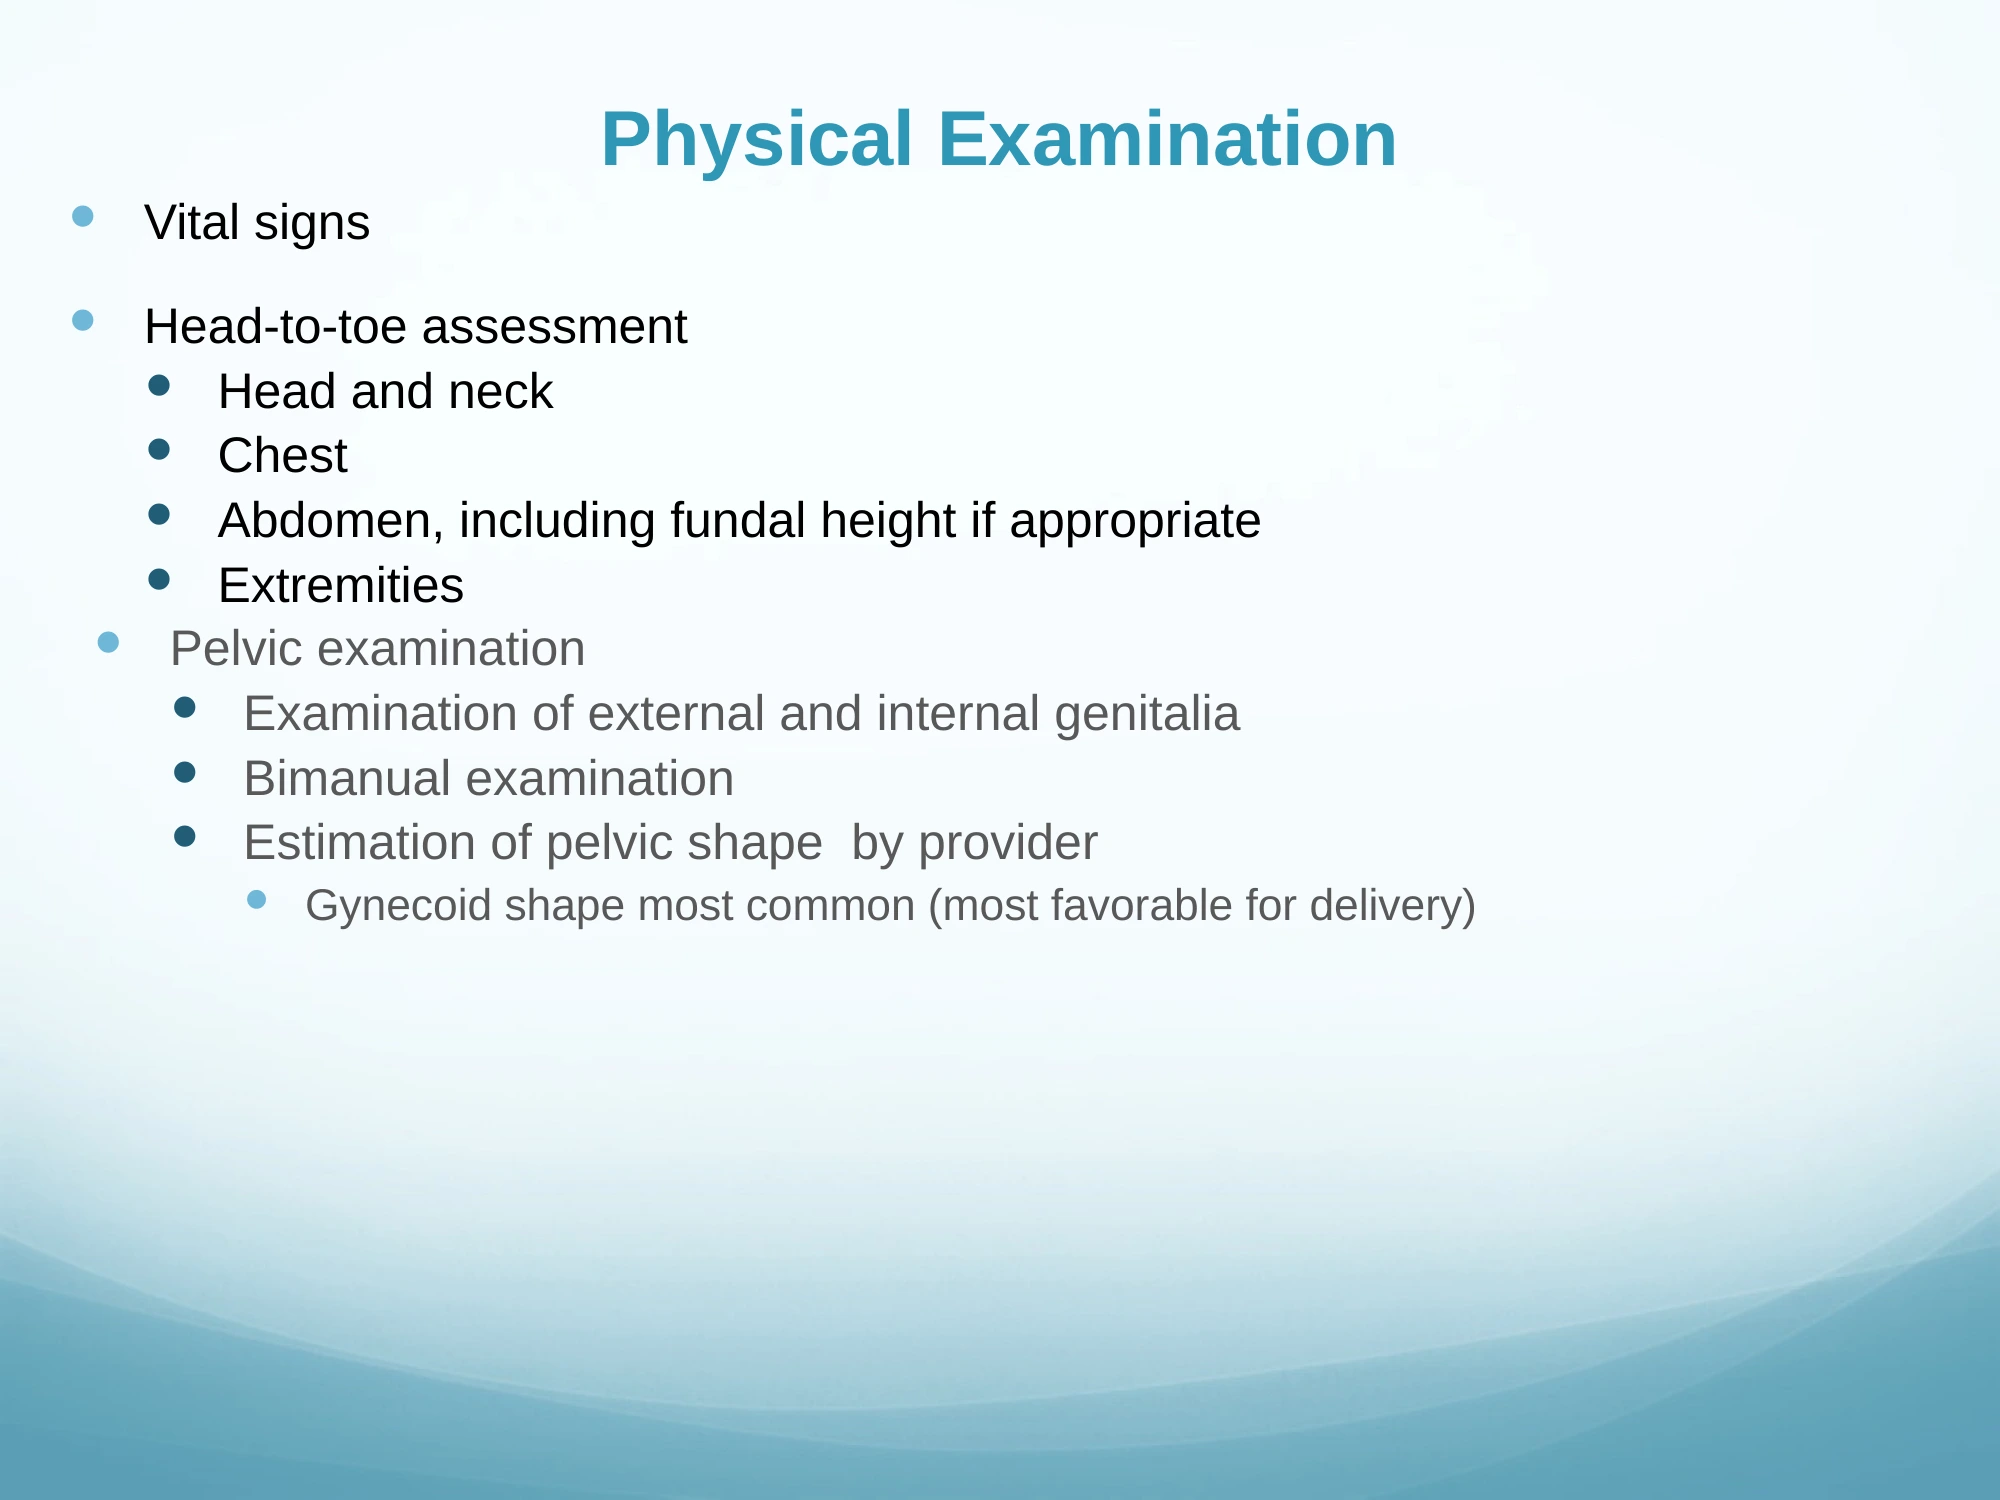 Physical Examination
• Vital signs
• Head-to-toe assessment
• Head and neck
• Chest
• Abdomen, including fundal height if appropriate
• Extremities
• Pelvic examination
• Examination of external and internal genitalia
• Bimanual examination
• Estimation of pelvic shape  by provider
• Gynecoid shape most common (most favorable for delivery)